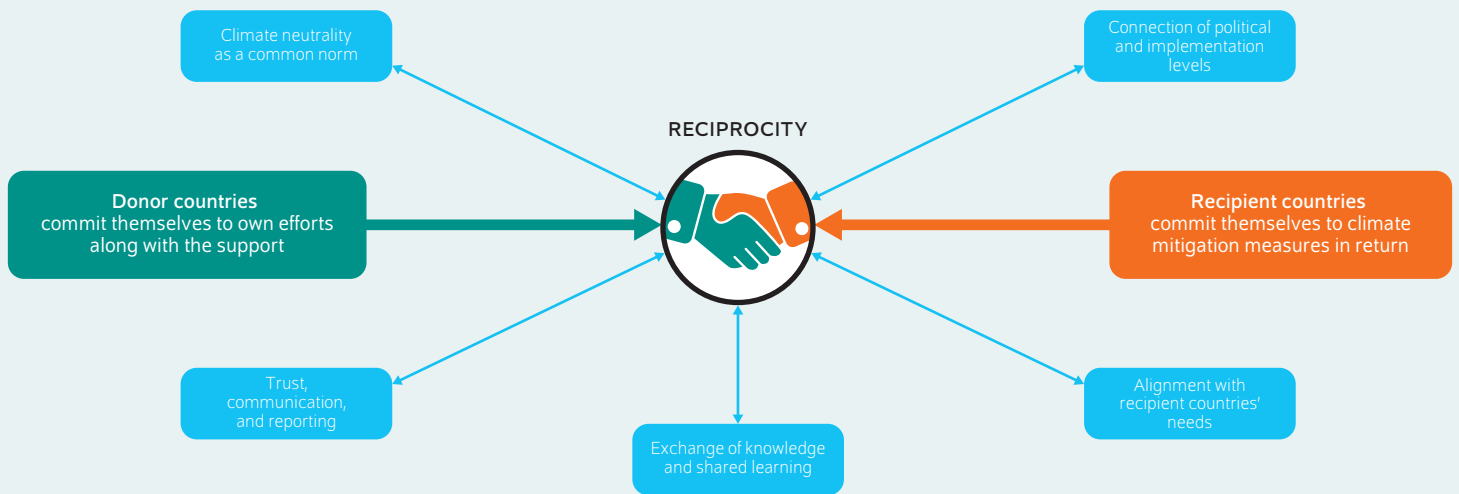 Climate neutrality
as a common norm
Connection of political
and implementation
levels
RECIPROCITY
Donor countries
commit themselves to own efforts
along with the support
Recipient countries
commit themselves to climate
mitigation measures in return
Trust,
communication,
and reporting
Exchange of knowledge
and shared learning
Alignment with
recipient countries'
needs